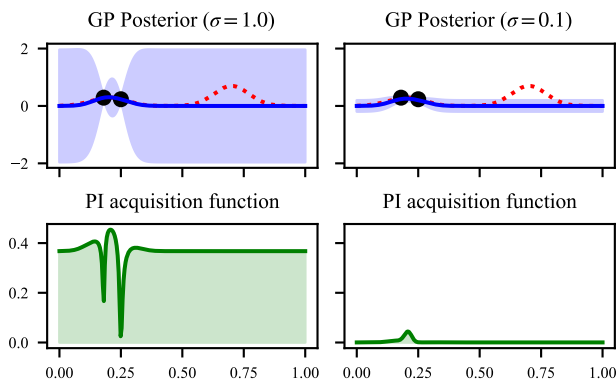 GP Posterior (σ = 1.0)
GP Posterior (σ = 0.1)
2
0
−2
PI acquisition function
PI acquisition function
0.4
0.2
0.0
0.00 0.25 0.50 0.75 1.00
0.00 0.25 0.50 0.75 1.00